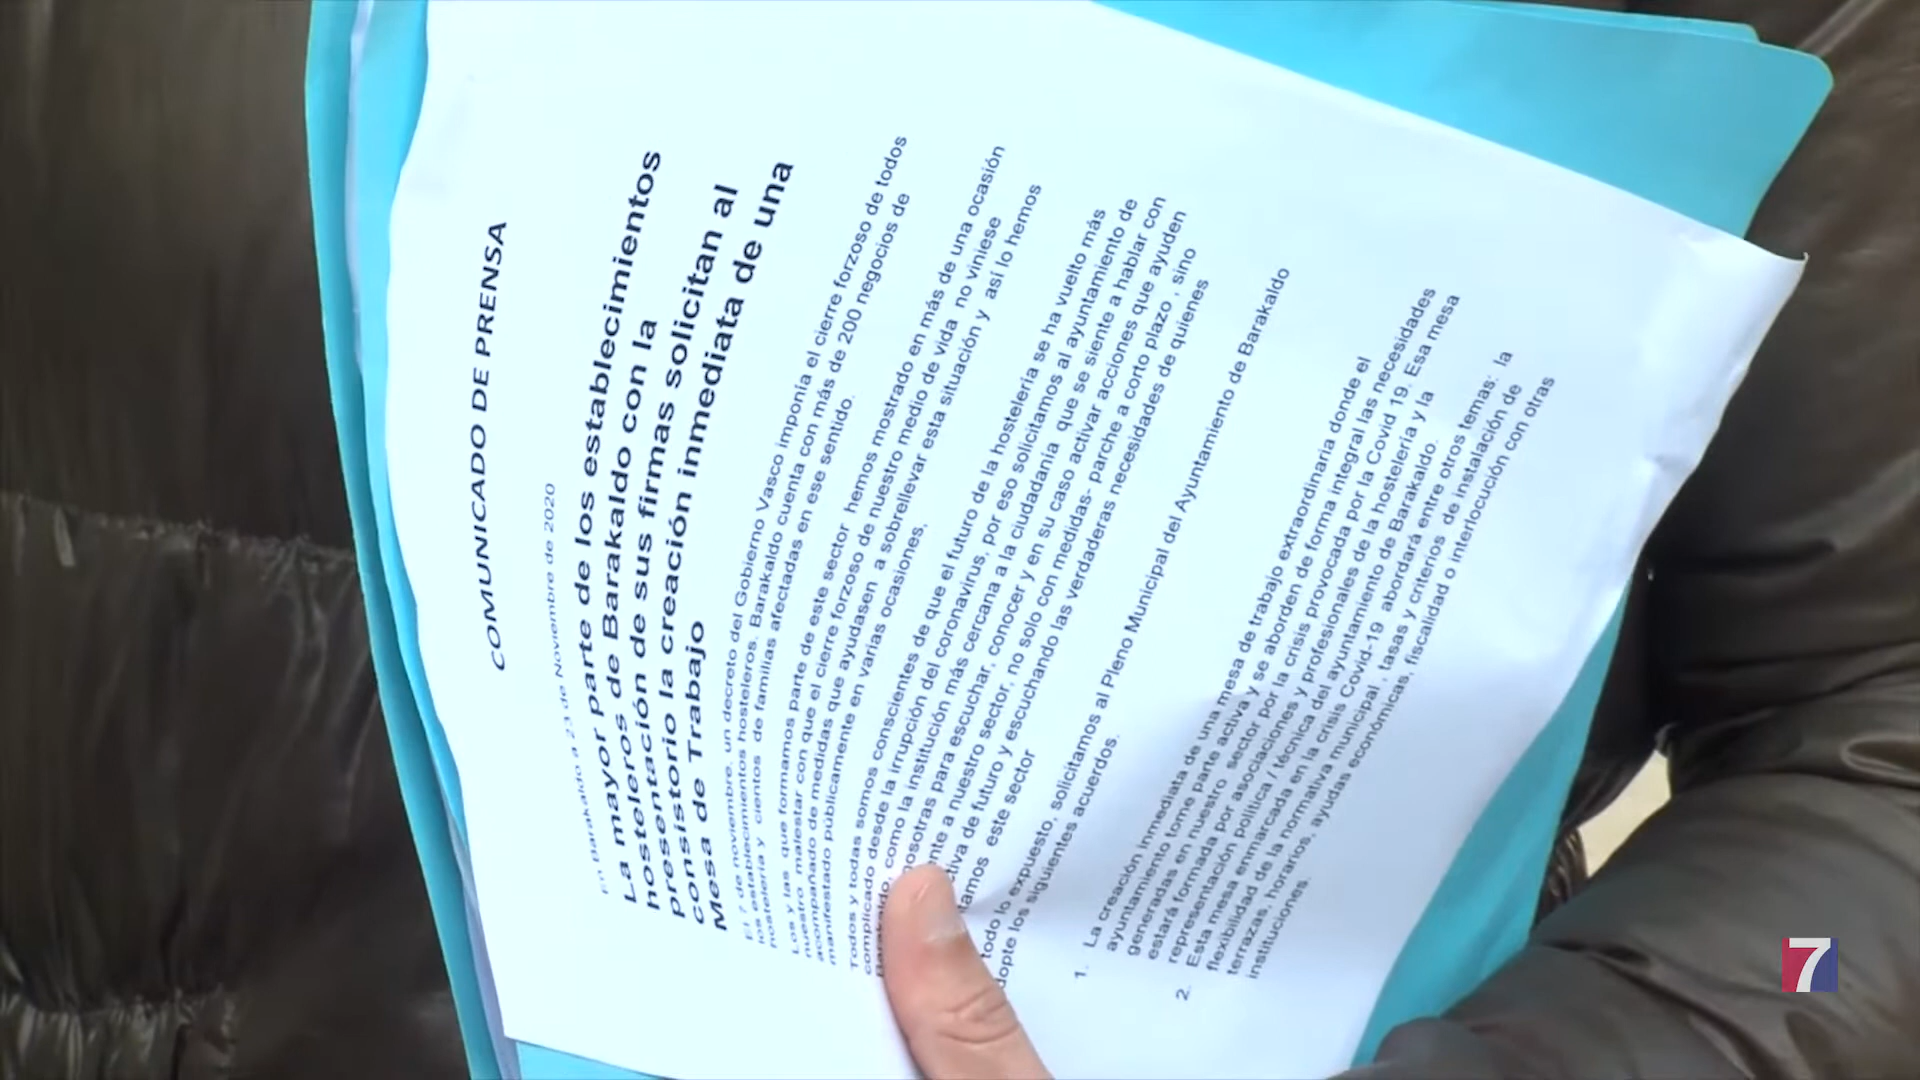 COMUNICADO DE PRENSA
En Barakaldo a 23 de Noviembre de 2020
La mayor parte de los establecimientos
hosteleros de Barakaldo con la
presentación de sus firmas solicitan al
consistorio la creación inmediata de una
Mesa de Trabajo
El 7 de noviembre, un decreto del Gobierno Vasco imponía el cierre forzoso de todos
los establecimientos hosteleros. Barakaldo cuenta con más de 200 negocios de
hostelería y cientos de familias afectadas en ese sentido.
Los y las que formamos parte de este sector hemos mostrado en más de una ocasión
nuestro malestar con que el cierre forzoso de nuestro medio de vida no viniese
acompañado de medidas que ayudasen a sobrellevar esta situación y así lo hemos
manifestado publicamente en varias ocasiones,
Todos y todas somos conscientes de que el futuro de la hostelería se ha vuelto más
complicado desde la irrupción del coronavirus, por eso solicitamos al ayuntamiento de
Barakaldo, como la institución más cercana a la ciudadanía que se siente a hablar con
nosotras para escuchar, conocer y en su caso activar acciones que ayuden
a nuestro sector, no solo con medidas- parche a corto plazo , sino
de futuro y escuchando las verdaderas necesidades de quienes
este sector
todo lo expuesto, solicitamos al Pleno Municipal del Ayuntamiento de Barakaldo
los siguientes acuerdos.
1. La creación inmediata de una mesa de trabajo extraordinaria donde el
ayuntamiento tome parte activa y se aborden de forma integral las necesidades
generadas en nuestro sector por la crisis provocada por la Covid 19. Esa mesa
estará formada por asociaciones y profesionales de la hostelería y la
representación política / técnica del ayuntamiento de Barakaldo.
2. Esta mesa enmarcada en la crisis Covid-19 abordará entre otros temas: la
flexibilidad de la normativa municipal , tasas y criterios de instalación de
terrazas, horarios, ayudas económicas, fiscalidad o interlocución con otras
instituciones.
7